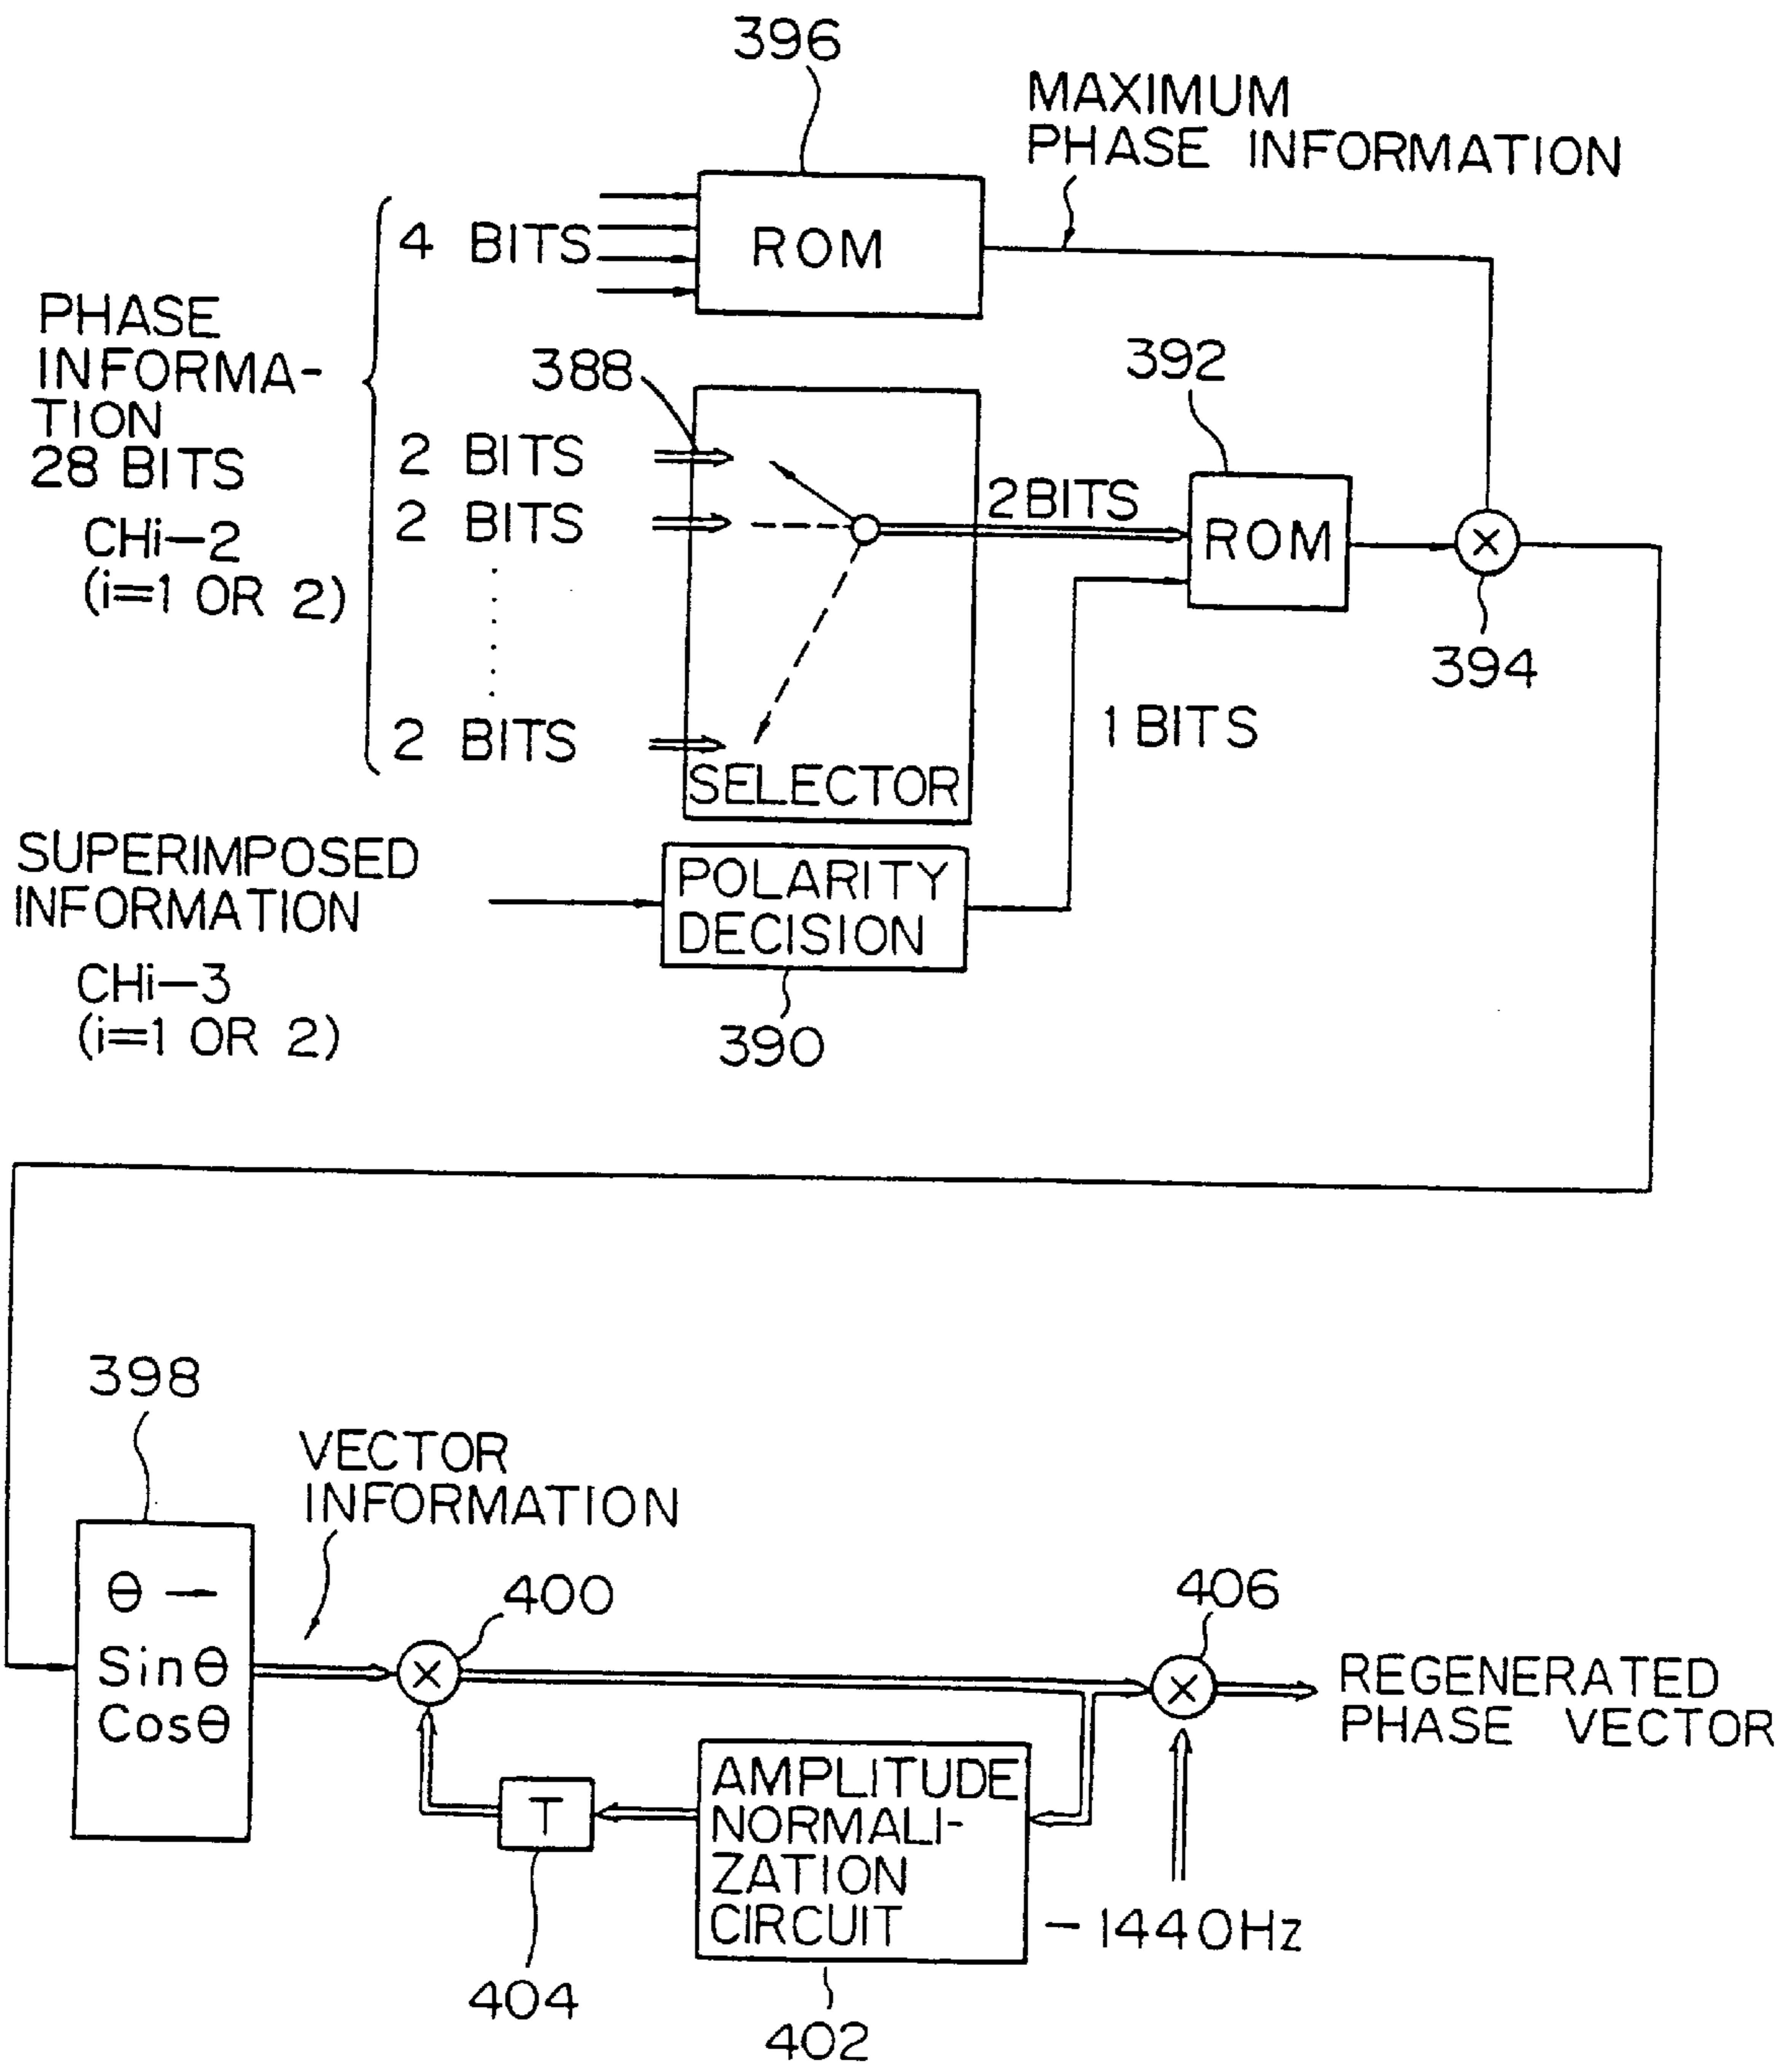 396
MAXIMUM
PHASE INFORMATION
4 BITS
ROM
PHASE
INFORMA-
TION
28 BITS
CHi-2
(i=1 OR 2)
388
392
2 BITS
2 BITS
2 BITS
2BITS
ROM
×
394
1 BITS
SELECTOR
SUPERIMPOSED
INFORMATION
CHi-3
(i=1 OR 2)
POLARITY
DECISION
390
398
VECTOR
INFORMATION
θ →
Sinθ
Cosθ
400
×
406
×
REGENERATED
PHASE VECTOR
T
404
AMPLITUDE
NORMALI-
ZATION
CIRCUIT
402
-1440Hz